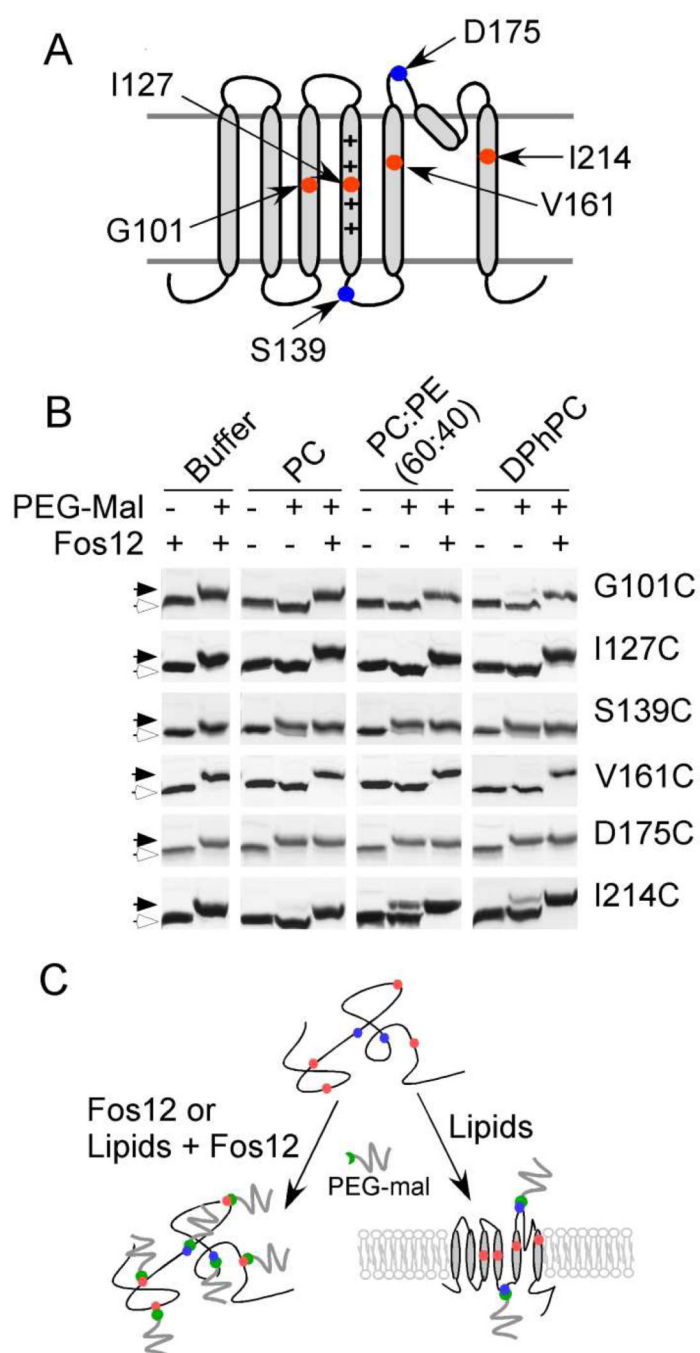 A
D175
I127
I214
V161
G101
+
+
+
+
S139
B
Buffer
PC
PC:PE
(60:40)
DPhPC
PEG-Mal - + - + + - + + - + +
Fos12 + + - - + - - + - - +
G101C
I127C
S139C
V161C
D175C
I214C
C
Fos12 or
Lipids + Fos12
Lipids
PEG-mal